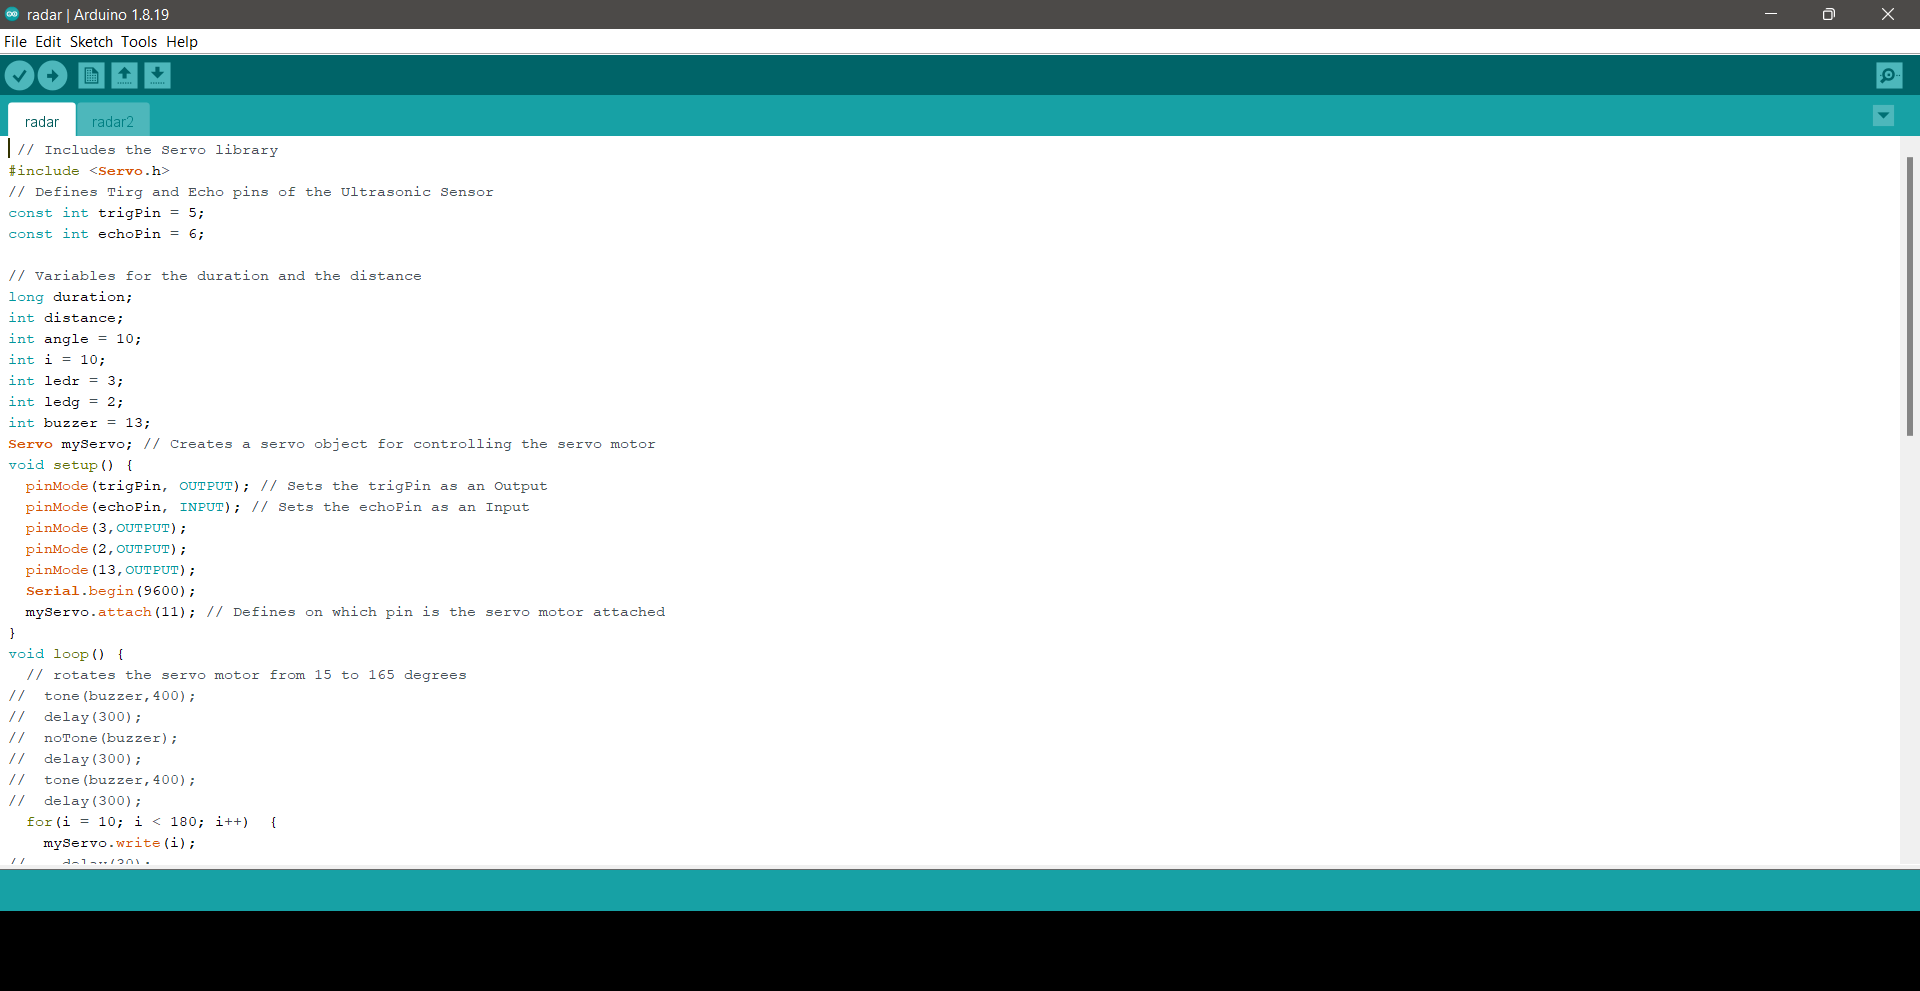 radar | Arduino 1.8.19
File Edit Sketch Tools Help
radar radar2
// Includes the Servo library
#include <Servo.h>
// Defines Tirg and Echo pins of the Ultrasonic Sensor
const int trigPin = 5;
const int echoPin = 6;
// Variables for the duration and the distance
long duration;
int distance;
int angle = 10;
int i = 10;
int ledr = 3;
int ledg = 2;
int buzzer = 13;
Servo myServo; // Creates a servo object for controlling the servo motor
void setup() {
pinMode(trigPin, OUTPUT); // Sets the trigPin as an Output
pinMode(echoPin, INPUT); // Sets the echoPin as an Input
pinMode(3,OUTPUT);
pinMode(2,OUTPUT);
pinMode(13,OUTPUT);
Serial.begin(9600);
myServo.attach(11); // Defines on which pin is the servo motor attached
}
void loop() {
// rotates the servo motor from 15 to 165 degrees
// tone(buzzer,400);
// delay(300);
// noTone(buzzer);
// delay(300);
// tone(buzzer,400);
// delay(300);
for(i = 10; i < 180; i++) {
myServo.write(i);